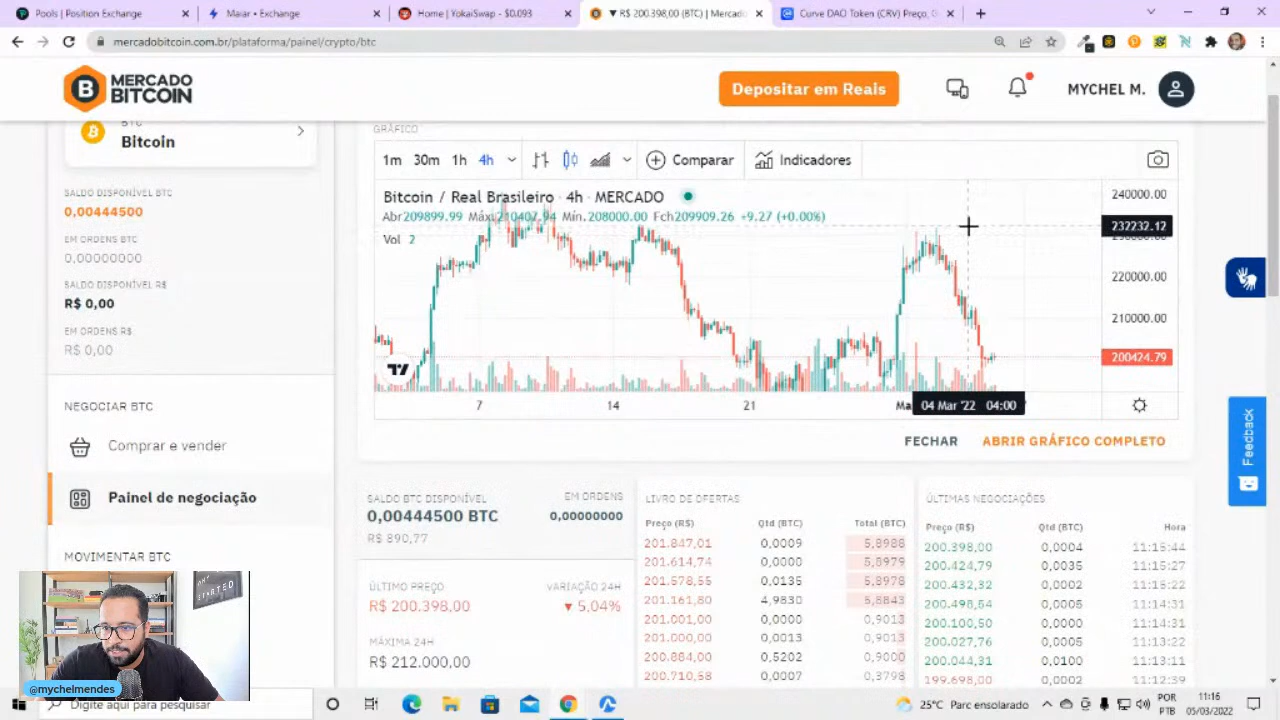 Pools | Position Exchange
Maiar • Exchange
Home | YokaiSwap - $0.093
▼ R$ 200.398,00 (BTC) | Mercado
Curve DAO Token (CRV) Preço, G
mercadobitcoin.com.br/plataforma/painel/crypto/btc
MERCADO
BITCOIN
Depositar em Reais
MYCHEL M.
BTC
Bitcoin
SALDO DISPONÍVEL BTC
0,00444500
EM ORDENS BTC
0,00000000
SALDO DISPONÍVEL R$
R$ 0,00
EM ORDENS R$
R$ 0,00
NEGOCIAR BTC
Comprar e vender
Painel de negociação
MOVIMENTAR BTC
GRÁFICO
1m 30m 1h 4h
Comparar
Indicadores
Bitcoin / Real Brasileiro • 4h • MERCADO
Abr209899.99 Máx.210407.94 Mín.208000.00 Fch209909.26 +9,27 (+0.00%)
Vol 2
240000.00
232232.12
220000.00
210000.00
200424.79
7
14
21
Ma
04 Mar '22 04:00
FECHAR
ABRIR GRÁFICO COMPLETO
SALDO BTC DISPONÍVEL
0,00444500 BTC
R$ 890,77
EM ORDENS
0,00000000
ÚLTIMO PREÇO
R$ 200.398,00
VARIAÇÃO 24H
▼ 5,04%
MÁXIMA 24H
R$ 212.000,00
LIVRO DE OFERTAS
Preço (R$) Qtd (BTC) Total (BTC)
201.847,01 0,0009 5,8988
201.614,74 0,0000 5,8979
201.578,55 0,0135 5,8978
201.161,80 4,9830 5,8843
201.001,00 0,0000 0,9013
201.000,00 0,0013 0,9013
200.884,00 0,5202 0,9000
200.710,58 0,0007 0,3798
ÚLTIMAS NEGOCIAÇÕES
Preço (R$) Qtd (BTC) Hora
200.398,00 0,0004 11:15:44
200.424,79 0,0035 11:15:27
200.432,32 0,0002 11:15:22
200.498,54 0,0005 11:14:31
200.100,50 0,0000 11:14:31
200.027,76 0,0005 11:13:22
200.044,31 0,0100 11:13:11
199.698,00 0,0002 11:12:39
Feedback
STARTED
@mychelmendes
Digite aqui para pesquisar
25°C Parc ensolarado
POR
PTB
11:16
05/03/2022